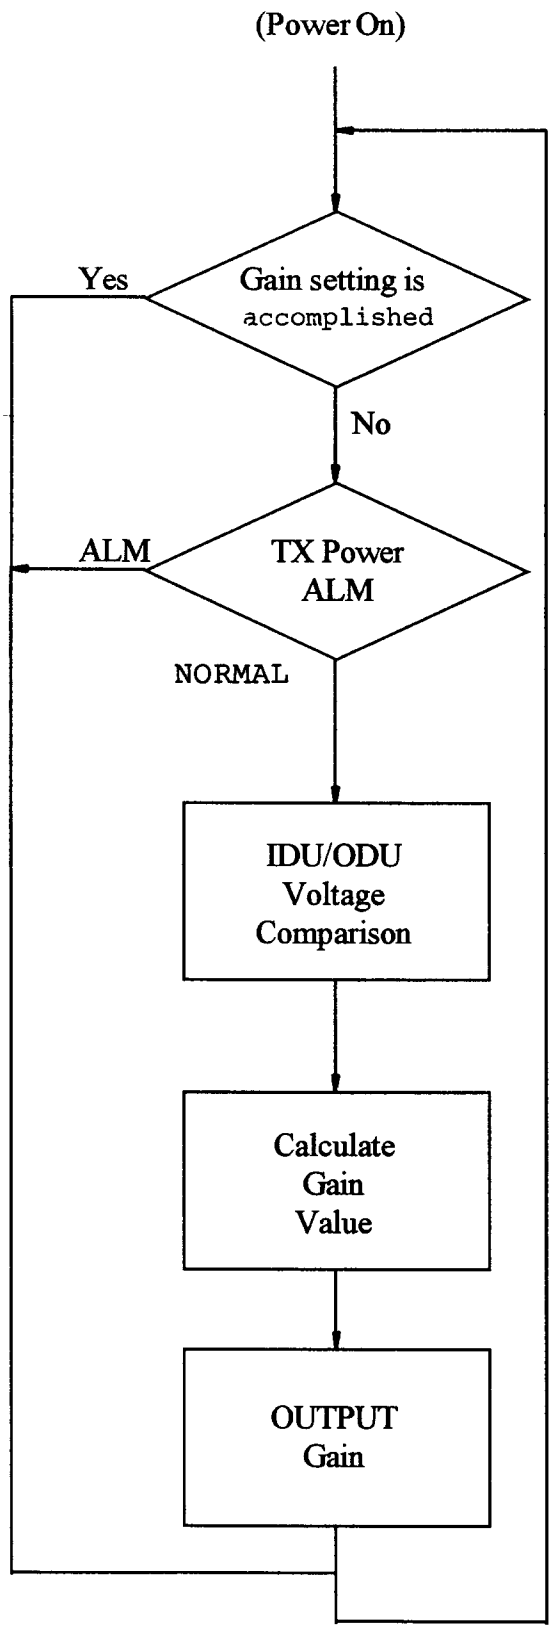 (Power On)
Yes
Gain setting is
accomplished
No
ALM
TX Power
ALM
NORMAL
IDU/ODU
Voltage
Comparison
Calculate
Gain
Value
OUTPUT
Gain